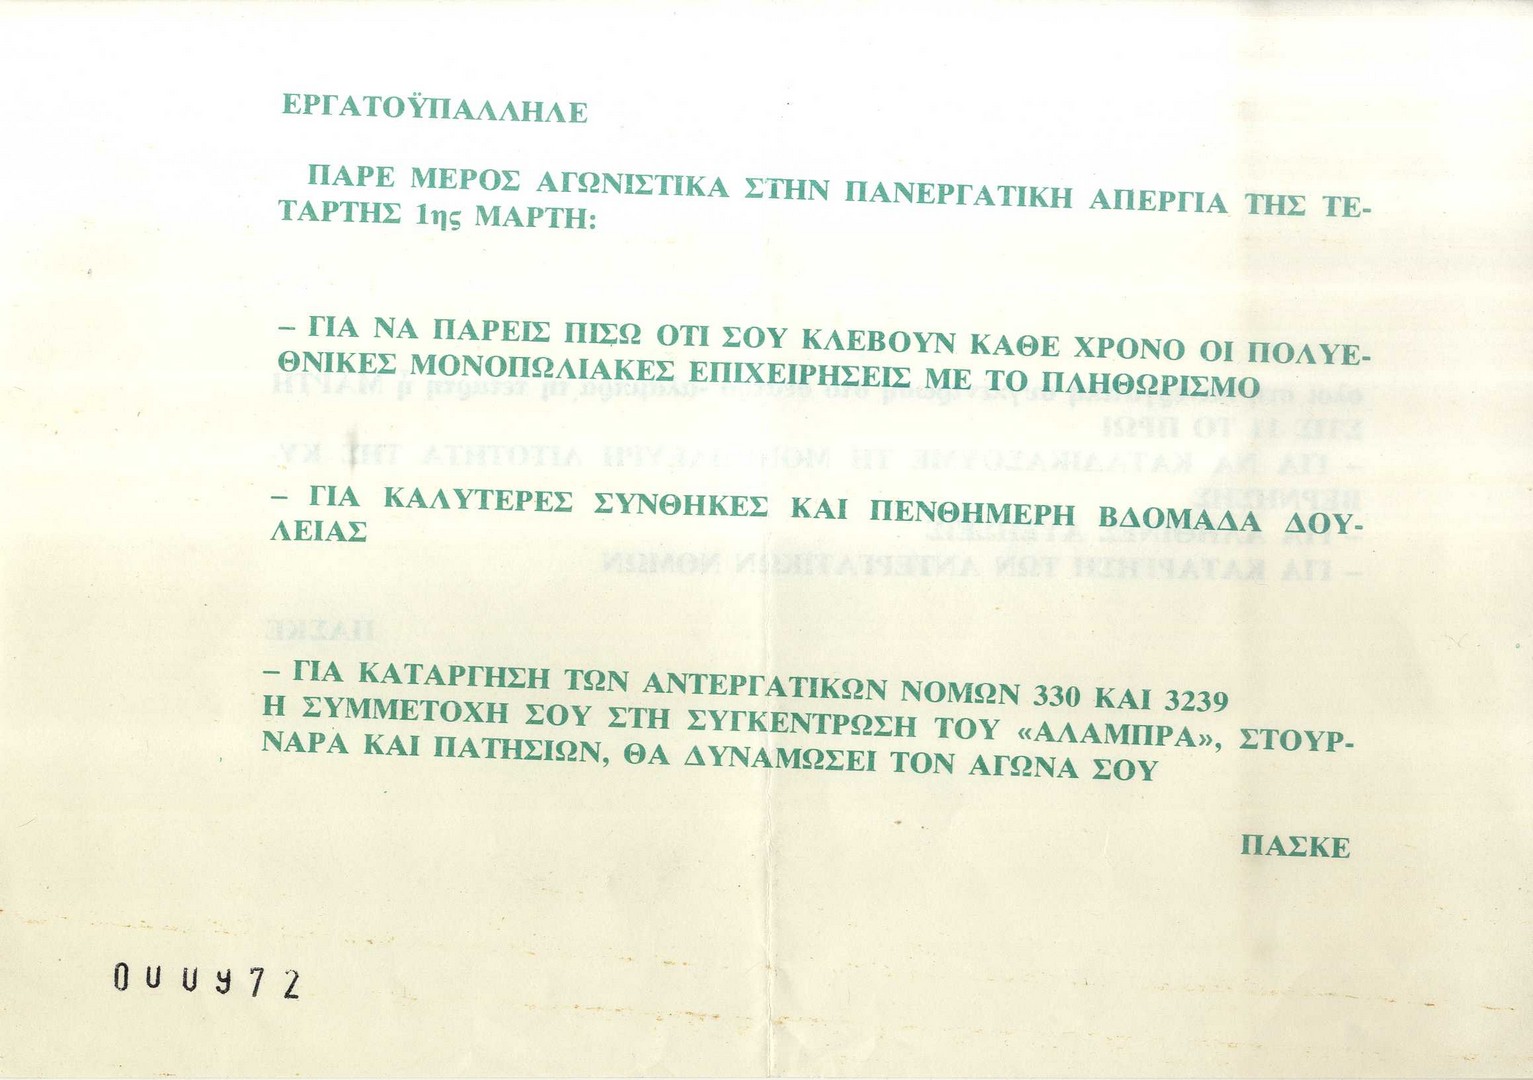 ΕΡΓΑΤΟΫΠΑΛΛΗΛΕ
ΠΑΡΕ ΜΕΡΟΣ ΑΓΩΝΙΣΤΙΚΑ ΣΤΗΝ ΠΑΝΕΡΓΑΤΙΚΗ ΑΠΕΡΓΙΑ ΤΗΣ ΤΕ-
ΤΑΡΤΗΣ 1ης ΜΑΡΤΗ:
– ΓΙΑ ΝΑ ΠΑΡΕΙΣ ΠΙΣΩ ΟΤΙ ΣΟΥ ΚΛΕΒΟΥΝ ΚΑΘΕ ΧΡΟΝΟ ΟΙ ΠΟΛΥΕ-
ΘΝΙΚΕΣ ΜΟΝΟΠΩΛΙΑΚΕΣ ΕΠΙΧΕΙΡΗΣΕΙΣ ΜΕ ΤΟ ΠΛΗΘΩΡΙΣΜΟ
– ΓΙΑ ΚΑΛΥΤΕΡΕΣ ΣΥΝΘΗΚΕΣ ΚΑΙ ΠΕΝΘΗΜΕΡΗ ΒΔΟΜΑΔΑ ΔΟΥ-
ΛΕΙΑΣ
– ΓΙΑ ΚΑΤΑΡΓΗΣΗ ΤΩΝ ΑΝΤΕΡΓΑΤΙΚΩΝ ΝΟΜΩΝ 330 ΚΑΙ 3239
Η ΣΥΜΜΕΤΟΧΗ ΣΟΥ ΣΤΗ ΣΥΓΚΕΝΤΡΩΣΗ ΤΟΥ «ΑΛΑΜΠΡΑ», ΣΤΟΥΡ-
ΝΑΡΑ ΚΑΙ ΠΑΤΗΣΙΩΝ, ΘΑ ΔΥΝΑΜΩΣΕΙ ΤΟΝ ΑΓΩΝΑ ΣΟΥ
ΠΑΣΚΕ
000972